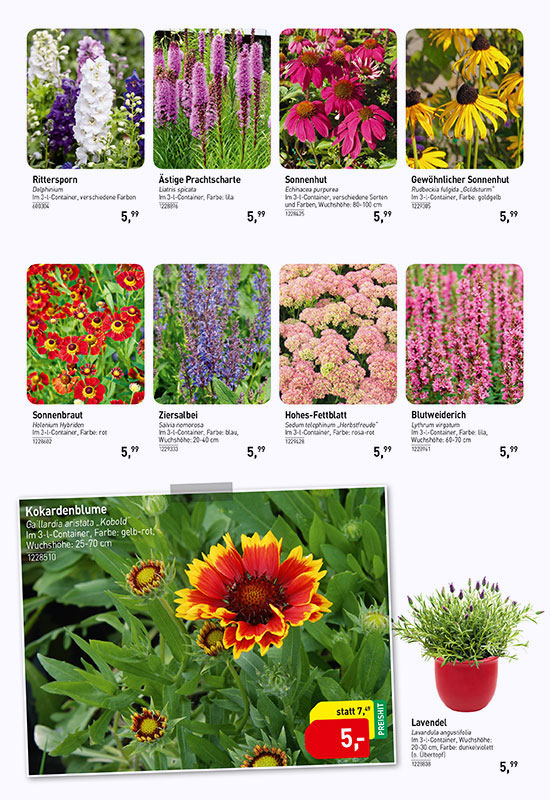 Rittersporn
Delphinium
Im 3-l-Container, verschiedene Farben
5,99
Ästige Prachtscharte
Liatris spicata
Im 3-l-Container, Farbe: lila
5,99
Sonnenhut
Echinacea purpurea
Im 3-l-Container, verschiedene Sorten
und Farben, Wuchshöhe: 80-100 cm
1228425
5,99
Gewöhnlicher Sonnenhut
Rudbeckia fulgida „Goldsturm"
Im 3-l-Container, Farbe: goldgelb
1229385
5,99
Sonnenbraut
Helenium Hybriden
Im 3-l-Container, Farbe: rot
5,99
Ziersalbei
Salvia nemorosa
Im 3-l-Container, Farbe: blau,
Wuchshöhe: 20-40 cm
1229333
5,99
Hohes-Fettblatt
Sedum telephinum „Herbstfreude"
Im 3-l-Container, Farbe: rosa-rot
1229428
5,99
Blutweiderich
Lythrum virgatum
Im 3-l-Container, Farbe: lila,
Wuchshöhe: 60-70 cm
5,99
Kokardenblume
Gaillardia aristata „Kobold"
Im 3-l-Container, Farbe: gelb-rot,
Wuchshöhe: 25-70 cm
1228510
statt 7,49
5,-
PREISHIT
Lavendel
Lavandula angustifolia
Im 3-l-Container, Wuchshöhe:
20-30 cm, Farbe: dunkelviolett
(o. Übertopf)
5,99